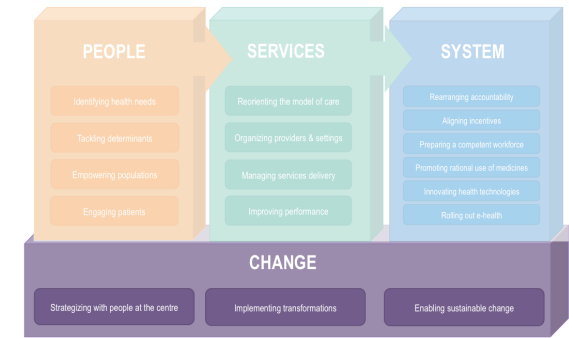 PEOPLE
Identifying health needs
Tackling determinants
Empowering populations
Engaging patients
SERVICES
Reorienting the model of care
Organizing providers & settings
Managing services delivery
Improving performance
SYSTEM
Rearranging accountability
Aligning incentives
Preparing a competent workforce
Promoting rational use of medicines
Innovating health technologies
Rolling out e-health
CHANGE
Strategizing with people at the centre
Implementing transformations
Enabling sustainable change